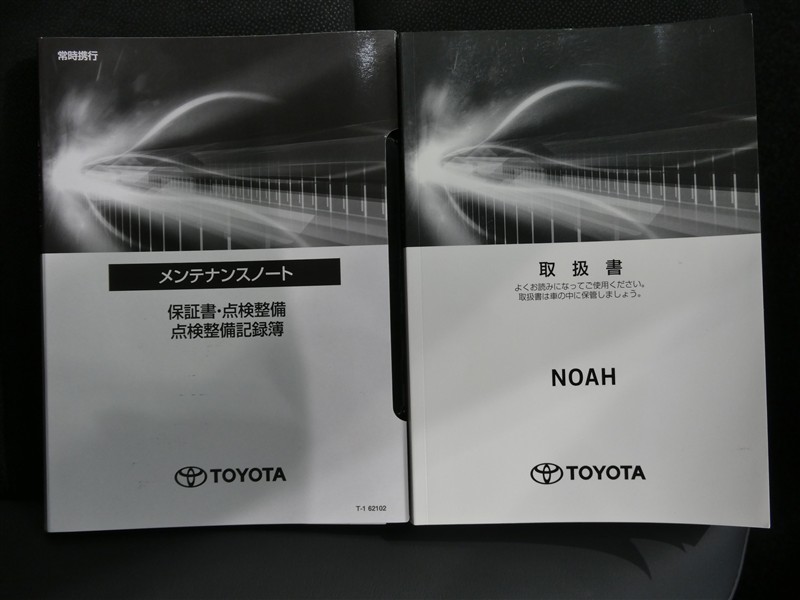 常時携行
メンテナンスノート
保証書・点検整備
点検整備記録簿
TOYOTA
T-1 62102
取扱書
よくお読みになってご使用ください。
取扱書は車の中に保管しましょう。
NOAH
TOYOTA